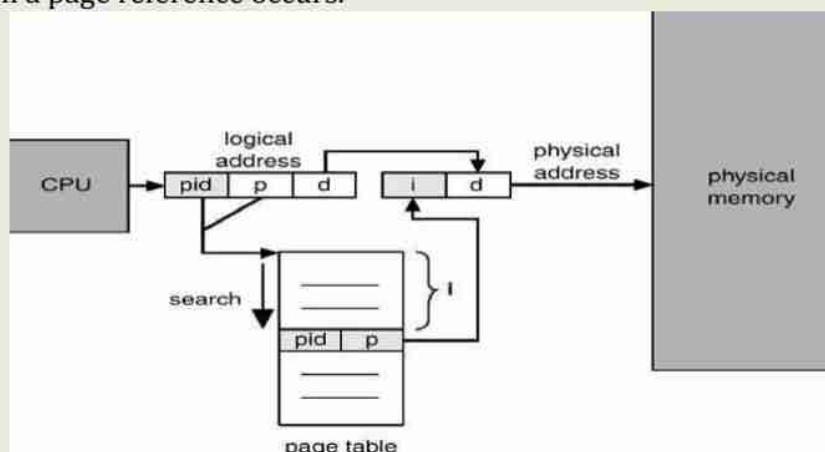 a page reference occurs.
logical
address
physical
address
CPU
pid p d
i d
physical
memory
search
i
pid p
page table